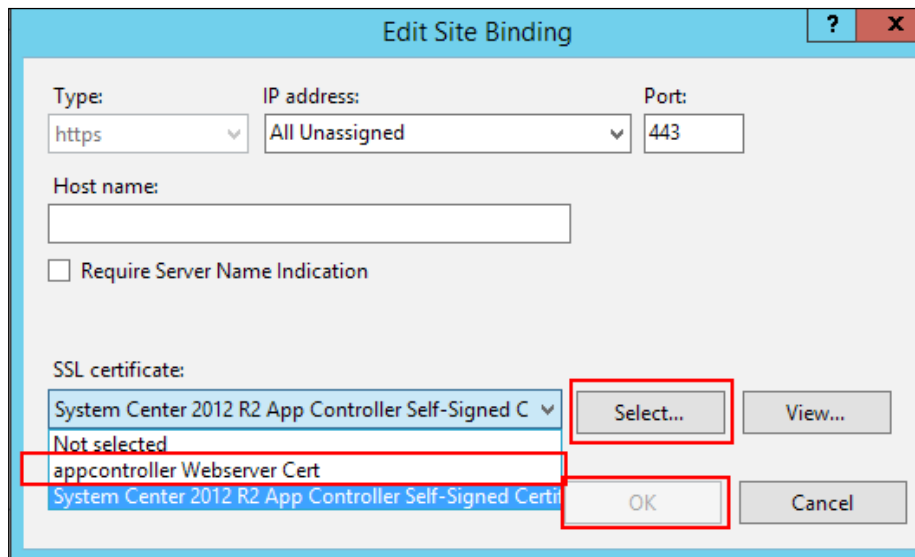 Edit Site Binding
? x
Type: IP address: Port:
https All Unassigned 443
Host name:
Require Server Name Indication
SSL certificate:
System Center 2012 R2 App Controller Self-Signed C Select... View...
Not selected
appcontroller Webserver Cert
System Center 2012 R2 App Controller Self-Signed Certif
OK Cancel